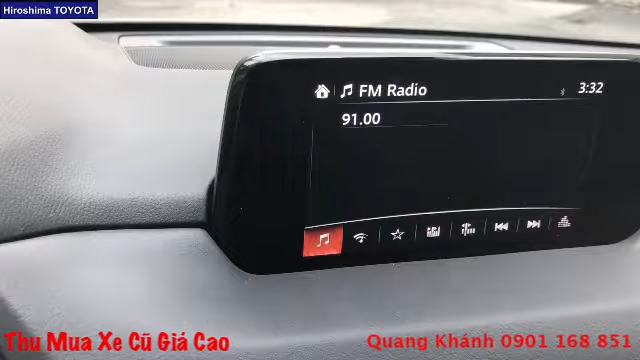 Hiroshima TOYOTA
FM Radio
3:32
91.00
Thu Mua Xe Cũ Giá Cao
Quang Khánh 0901 168 851